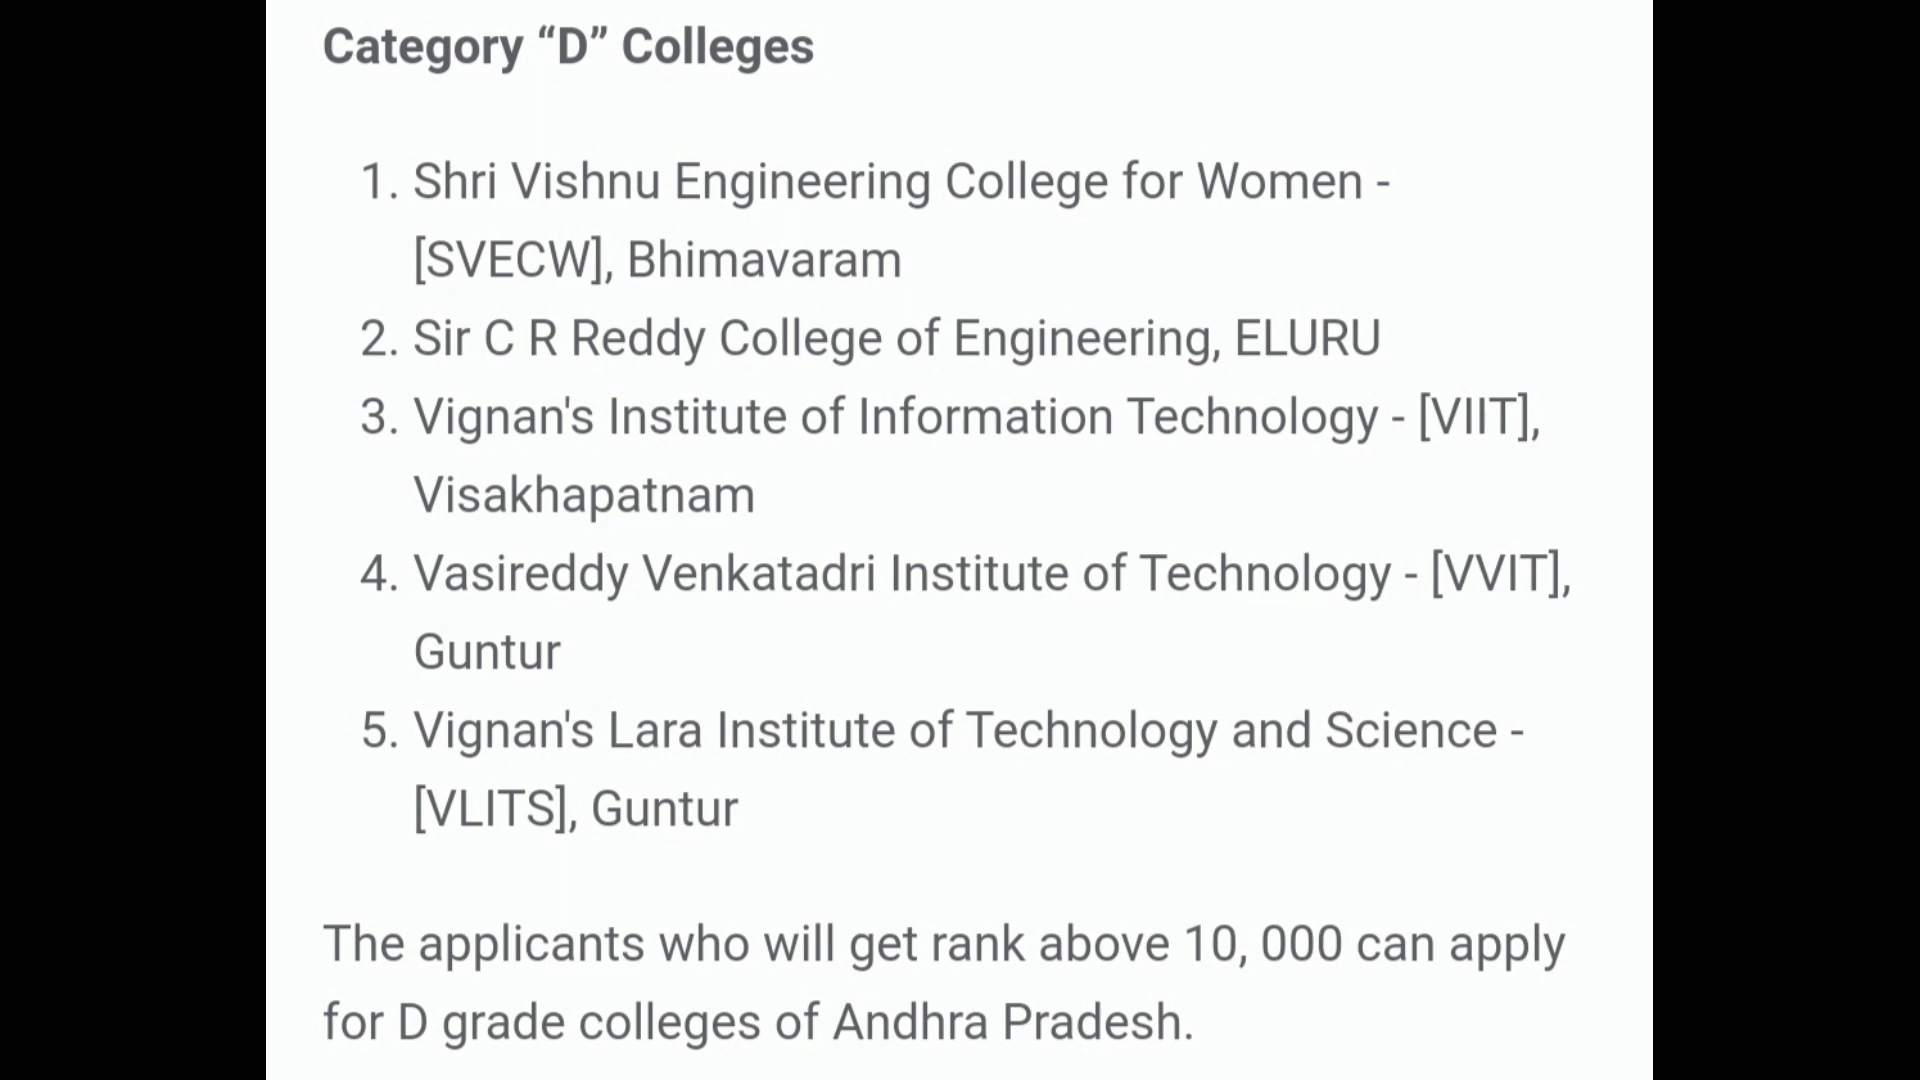 Category “D” Colleges
1. Shri Vishnu Engineering College for Women -
[SVECW], Bhimavaram
2. Sir C R Reddy College of Engineering, ELURU
3. Vignan's Institute of Information Technology - [VIIT],
Visakhapatnam
4. Vasireddy Venkatadri Institute of Technology - [VVIT],
Guntur
5. Vignan's Lara Institute of Technology and Science -
[VLITS], Guntur
The applicants who will get rank above 10, 000 can apply
for D grade colleges of Andhra Pradesh.